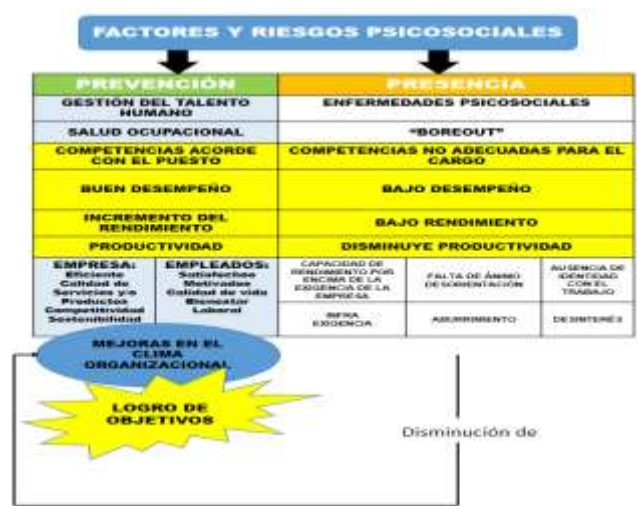 FACTORES Y RIESGOS PSICOSOCIALES
PREVENCIÓN
PRESENCIA
GESTIÓN DEL TALENTO
HUMANO
ENFERMEDADES PSICOSOCIALES
SALUD OCUPACIONAL
“BOREOUT”
COMPETENCIAS ACORDE
CON EL PUESTO
COMPETENCIAS NO ADECUADAS PARA EL
CARGO
BUEN DESEMPEÑO
BAJO DESEMPEÑO
INCREMENTO DEL
RENDIMIENTO
BAJO RENDIMIENTO
PRODUCTIVIDAD
DISMINUYE PRODUCTIVIDAD
EMPRESA:
Eficiente
Calidad de
Servicios y/o
Productos
Competitividad
Sostenibilidad
EMPLEADOS:
Satisfechos
Motivados
Calidad de vida
Bienestar
Laboral
CAPACIDAD DE
RENDIMIENTO POR
ENCIMA DE LA
EXIGENCIA DE LA
EMPRESA
FALTA DE ÁNIMO
DESORIENTACIÓN
AUSENCIA DE
IDENTIDAD
CON EL
TRABAJO
INFRA
EXIGENCIA
ABURRIMIENTO
DESINTERÉS
MEJORAS EN EL
CLIMA
ORGANIZACIONAL
LOGRO DE
OBJETIVOS
Disminución de